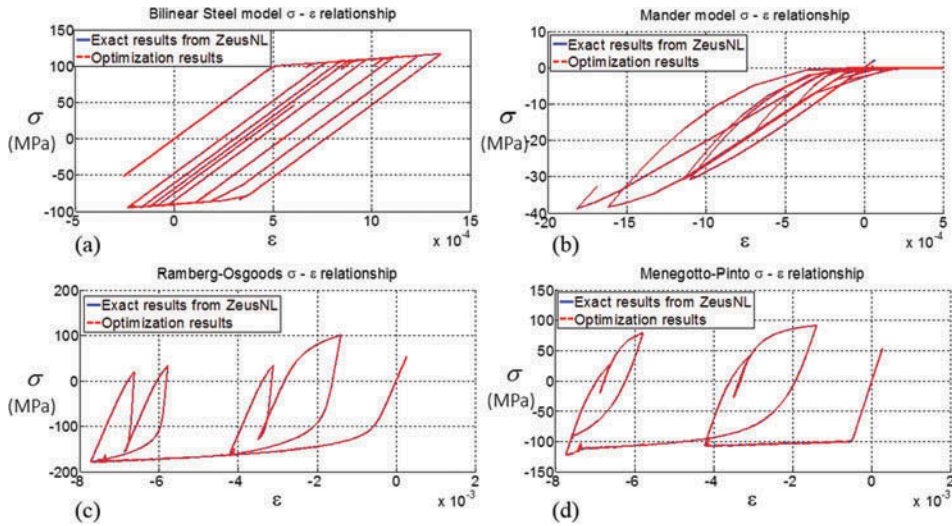 Bilinear Steel model σ - ε relationship
150
Exact results from ZeusNL
Optimization results
100
50
σ
0
(MPa)
-50
-100
-5
0
5
10
15
(a)
ε
x 10⁻⁴
Mander model σ - ε relationship
10
Exact results from ZeusNL
Optimization results
0
-10
σ
(MPa)
-20
-30
-40
-20
-15
-10
-5
0
5
(b)
ε
x 10⁻⁴
Ramberg-Osgoods σ - ε relationship
200
Exact results from ZeusNL
Optimization results
100
σ
0
(MPa)
-100
-200
-8
-6
-4
-2
0
2
(c)
ε
x 10⁻³
Menegotto-Pinto σ - ε relationship
150
Exact results from ZeusNL
Optimization results
100
50
σ
0
(MPa)
-50
-100
-150
-8
-6
-4
-2
0
2
(d)
ε
x 10⁻³